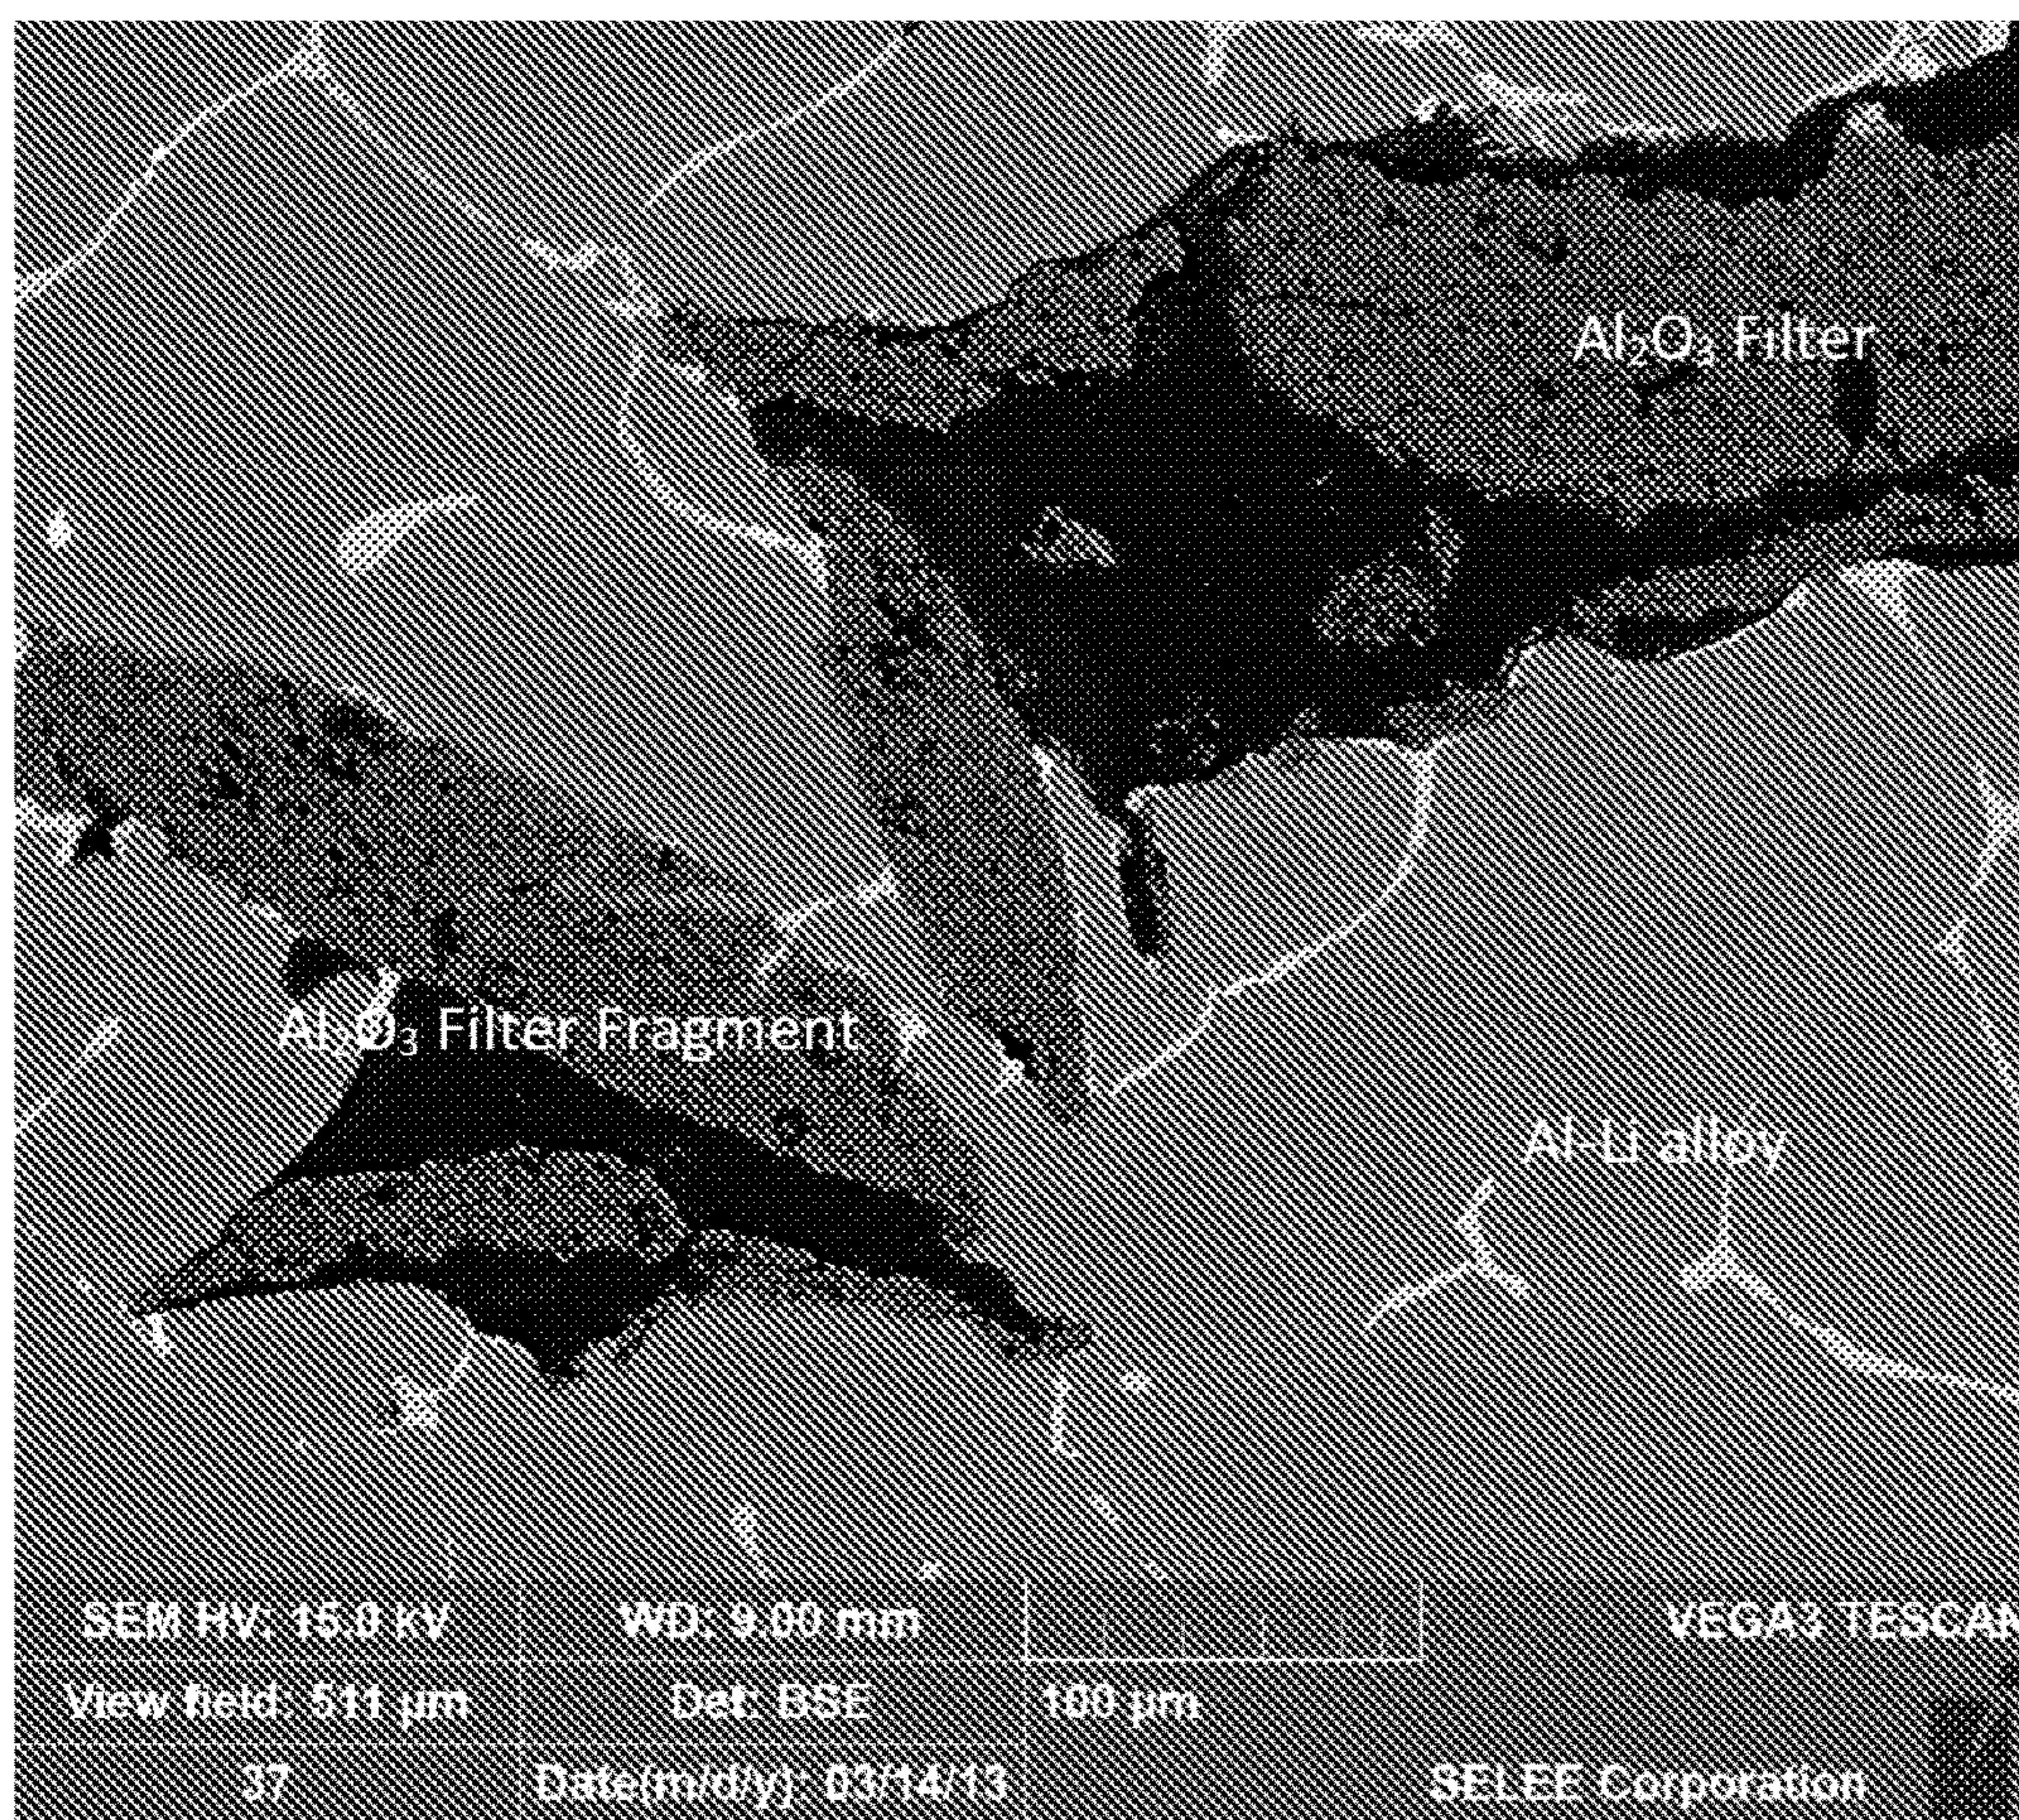 Al₂O₃ Filter
Al₂O₃ Filter Fragment
Al-Li alloy
SEM HV: 15.0 kV
WD: 9.00 mm
VEGA3 TESCAN
View field: 511 µm
Det: BSE
100 µm
37
Date(m/d/y): 03/14/13
SELEE Corporation